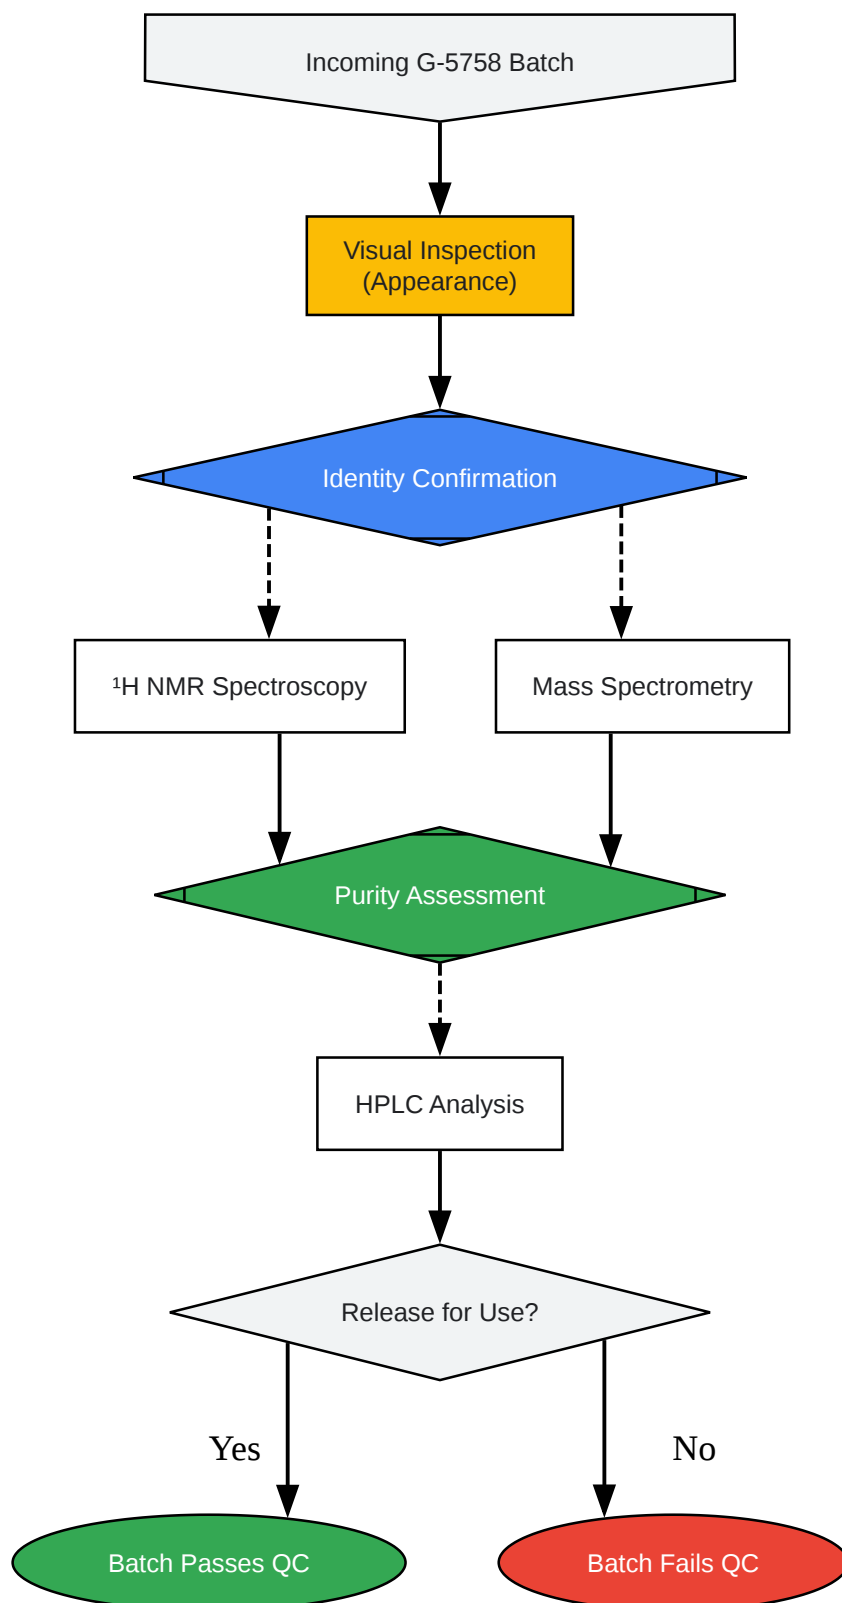 Incoming G-5758 Batch
Visual Inspection
(Appearance)
Identity Confirmation
¹H NMR Spectroscopy
Mass Spectrometry
Purity Assessment
HPLC Analysis
Release for Use?
Yes
No
Batch Passes QC
Batch Fails QC